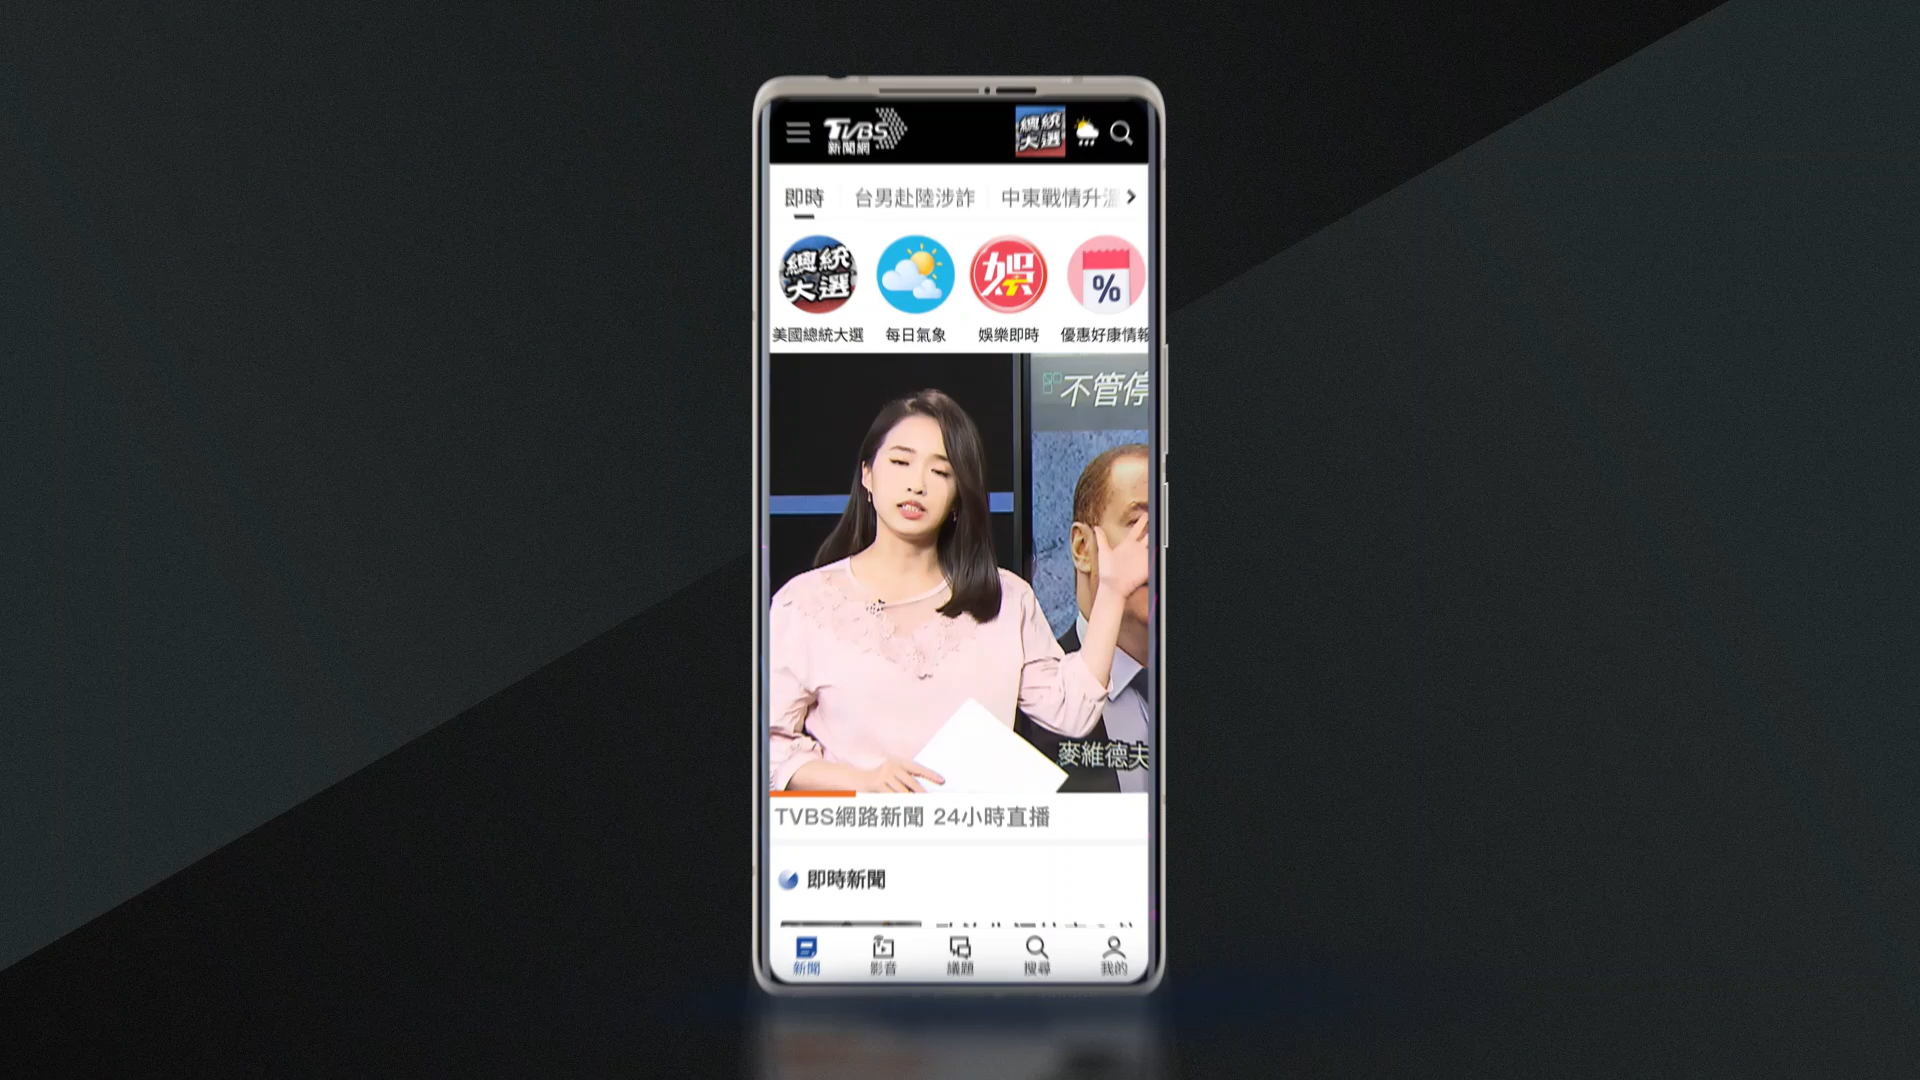 TVBS
新聞網
總統
大選
即時
台男赴陸涉詐
中東戰情升溫
總統
大選
娛
%
美國總統大選
每日氣象
娛樂即時
優惠好康情報
不管停
麥維德夫
TVBS網路新聞 24小時直播
即時新聞
新聞
影音
議題
搜尋
我的